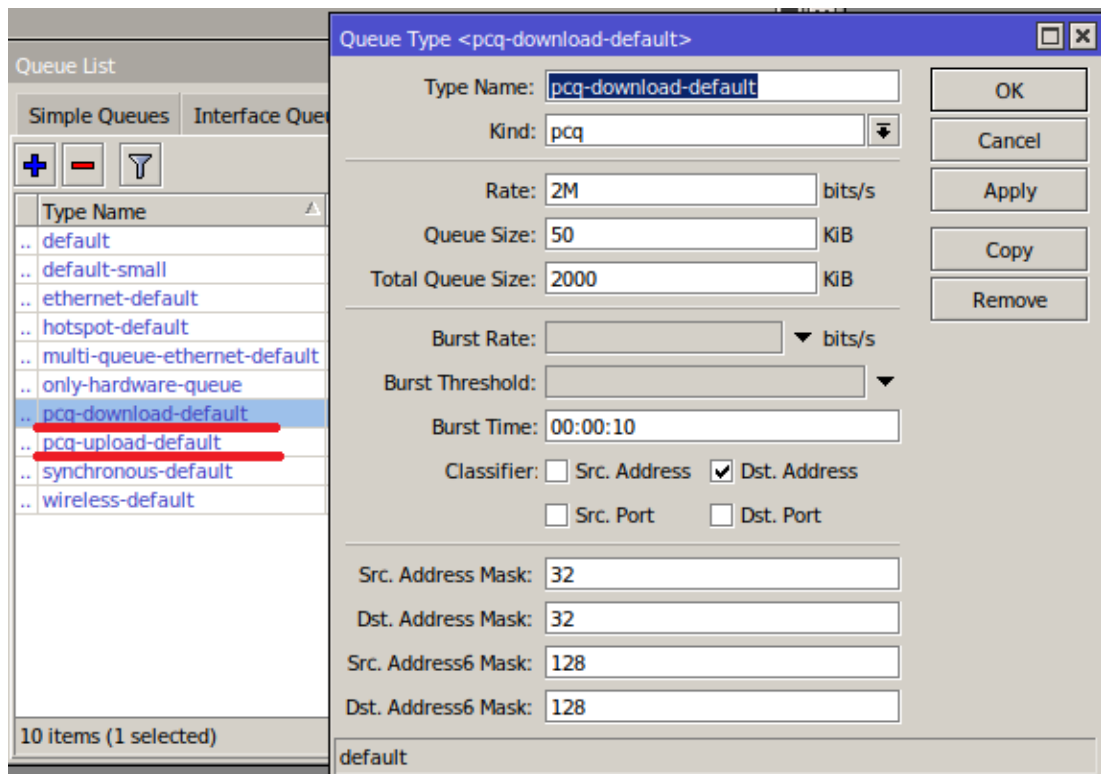 Queue List
Simple Queues Interface Que
Type Name
.. default
.. default-small
.. ethernet-default
.. hotspot-default
.. multi-queue-ethernet-default
.. only-hardware-queue
.. pcq-download-default
.. pcq-upload-default
.. synchronous-default
.. wireless-default
10 items (1 selected)
Queue Type <pcq-download-default>
Type Name: pcq-download-default
Kind: pcq
Rate: 2M bits/s
Queue Size: 50 KiB
Total Queue Size: 2000 KiB
Burst Rate: bits/s
Burst Threshold:
Burst Time: 00:00:10
Classifier: Src. Address Dst. Address
Src. Port Dst. Port
Src. Address Mask: 32
Dst. Address Mask: 32
Src. Address6 Mask: 128
Dst. Address6 Mask: 128
default
OK
Cancel
Apply
Copy
Remove